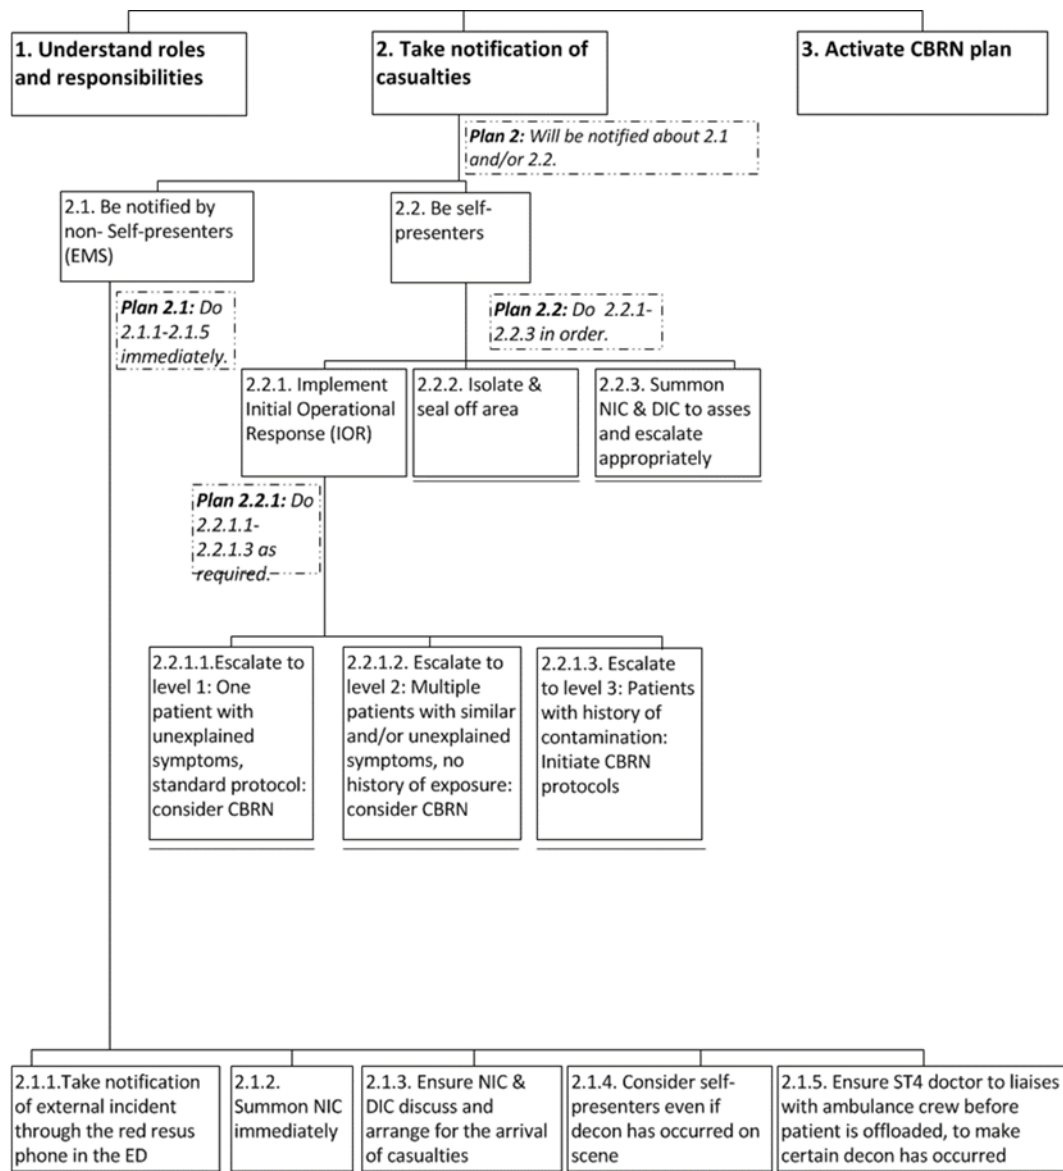 1. Understand roles
and responsibilities
2. Take notification of
casualties
3. Activate CBRN plan
Plan 2: Will be notified about 2.1
and/or 2.2.
2.1. Be notified by
non- Self-presenters
(EMS)
2.2. Be self-
presenters
Plan 2.1: Do
2.1.1-2.1.5
immediately.
Plan 2.2: Do 2.2.1-
2.2.3 in order.
2.2.1. Implement
Initial Operational
Response (IOR)
2.2.2. Isolate &
seal off area
2.2.3. Summon
NIC & DIC to asses
and escalate
appropriately
Plan 2.2.1: Do
2.2.1.1-
2.2.1.3 as
required.
2.2.1.1.Escalate to
level 1: One
patient with
unexplained
symptoms,
standard protocol:
consider CBRN
2.2.1.2. Escalate to
level 2: Multiple
patients with similar
and/or unexplained
symptoms, no
history of exposure:
consider CBRN
2.2.1.3. Escalate
to level 3: Patients
with history of
contamination:
Initiate CBRN
protocols
2.1.1.Take notification
of external incident
through the red resus
phone in the ED
2.1.2.
Summon NIC
immediately
2.1.3. Ensure NIC &
DIC discuss and
arrange for the arrival
of casualties
2.1.4. Consider self-
presenters even if
decon has occurred on
scene
2.1.5. Ensure ST4 doctor to liaises
with ambulance crew before
patient is offloaded, to make
certain decon has occurred